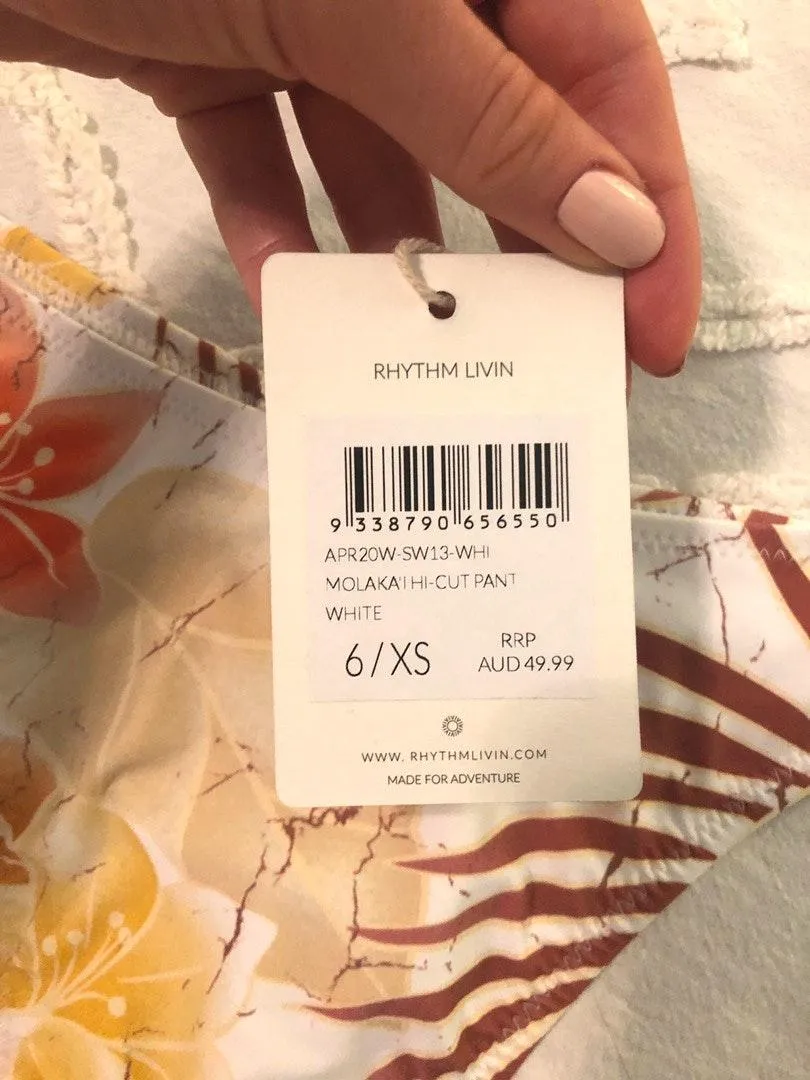 RHYTHM LIVIN
9 338790 656550
APR20W-SW13-WHI
MOLAKA'I HI-CUT PANT
WHITE
6/XS
RRP
AUD 49.99
WWW. RHYTHMLIVIN.COM
MADE FOR ADVENTURE